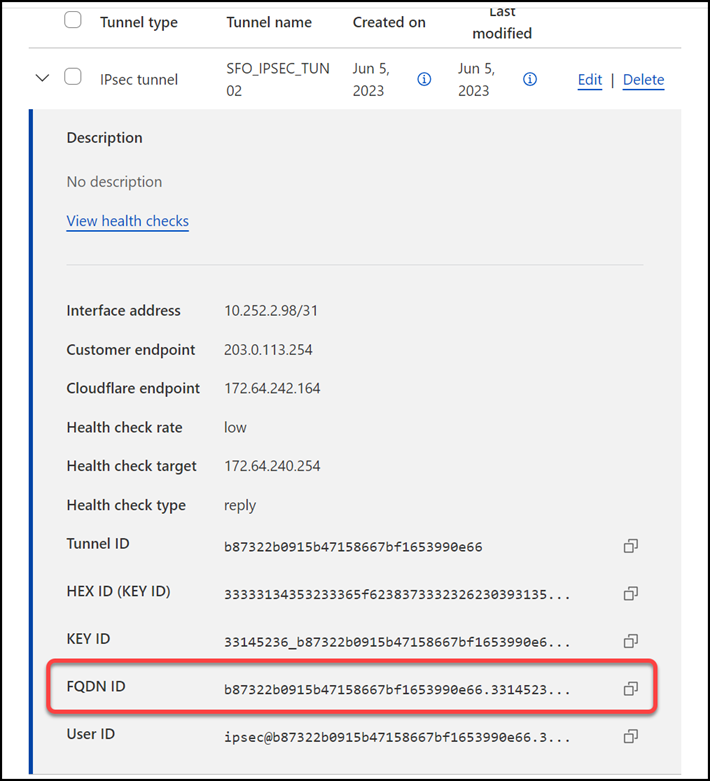 Tunnel type Tunnel name Created on Last modified
IPsec tunnel SFO_IPSEC_TUN 02 Jun 5, 2023 Jun 5, 2023 Edit | Delete
Description
No description
View health checks
Interface address 10.252.2.98/31
Customer endpoint 203.0.113.254
Cloudflare endpoint 172.64.242.164
Health check rate low
Health check target 172.64.240.254
Health check type reply
Tunnel ID b87322b0915b47158667bf1653990e66
HEX ID (KEY ID) 33333134353233365f6238373332326230393135...
KEY ID 33145236_b87322b0915b47158667bf1653990e6...
FQDN ID b87322b0915b47158667bf1653990e66.3314523...
User ID ipsec@b87322b0915b47158667bf1653990e66.3...